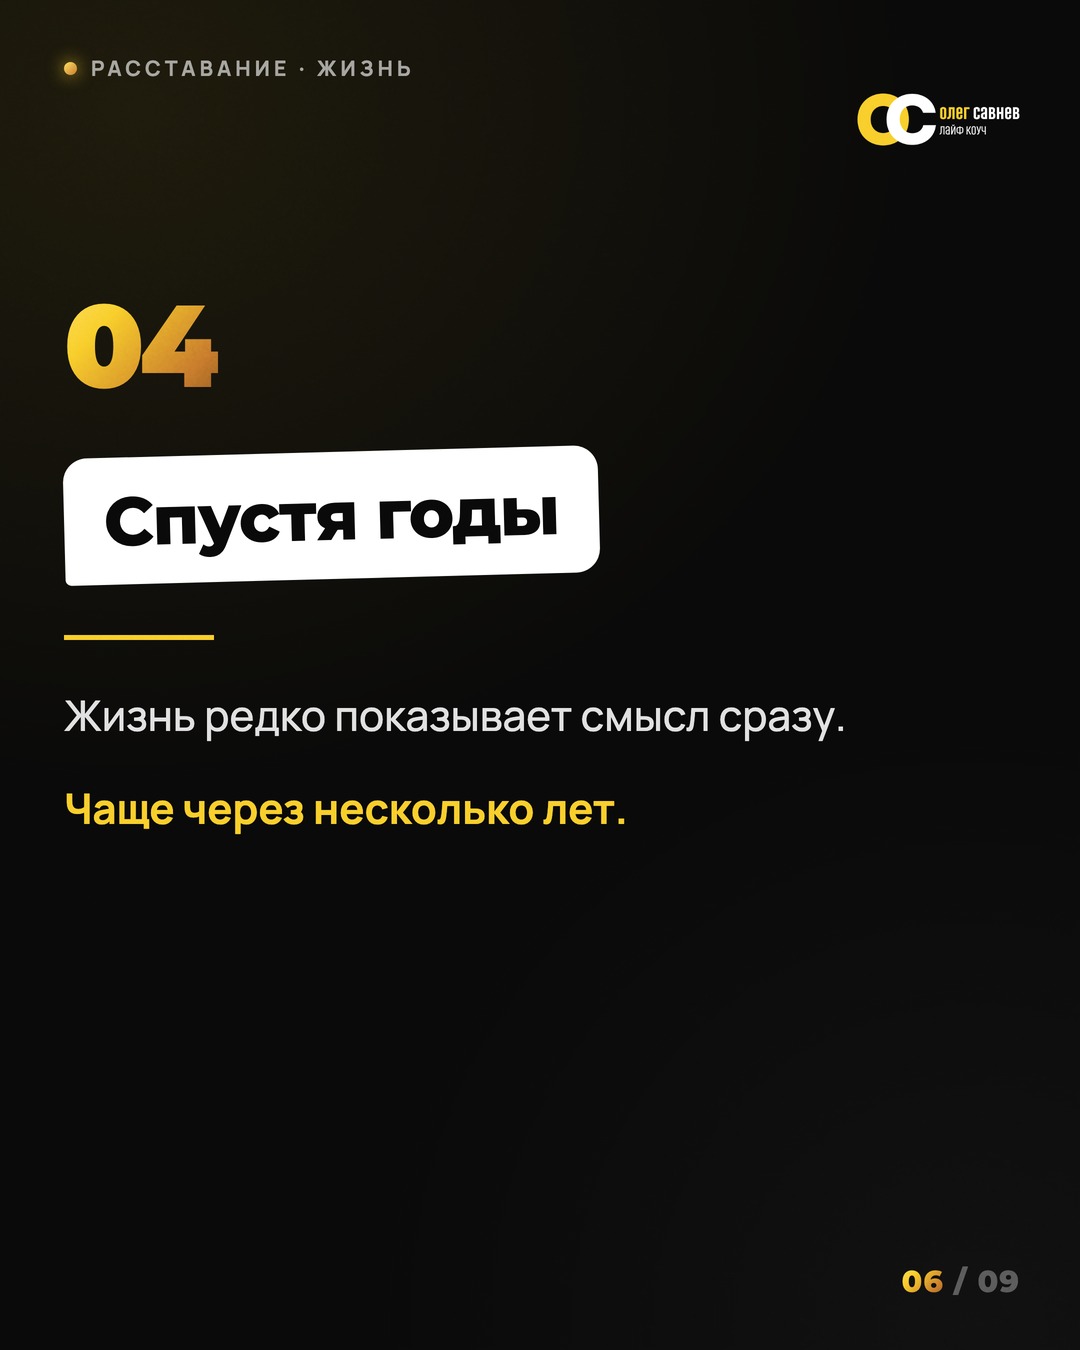 РАССТАВАНИЕ · ЖИЗНЬ
олег савнев
ЛАЙФ КОУЧ
04
Спустя годы
Жизнь редко показывает смысл сразу.
Чаще через несколько лет.
06 / 09